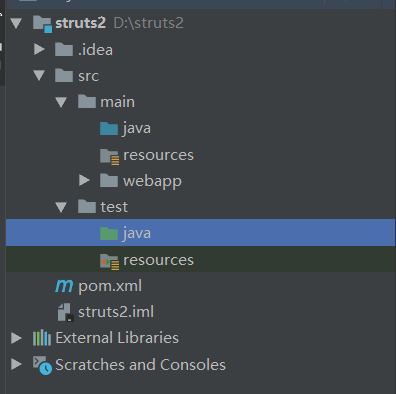 struts2 D:\struts2
.idea
src
main
java
resources
webapp
test
java
resources
pom.xml
struts2.iml
External Libraries
Scratches and Consoles